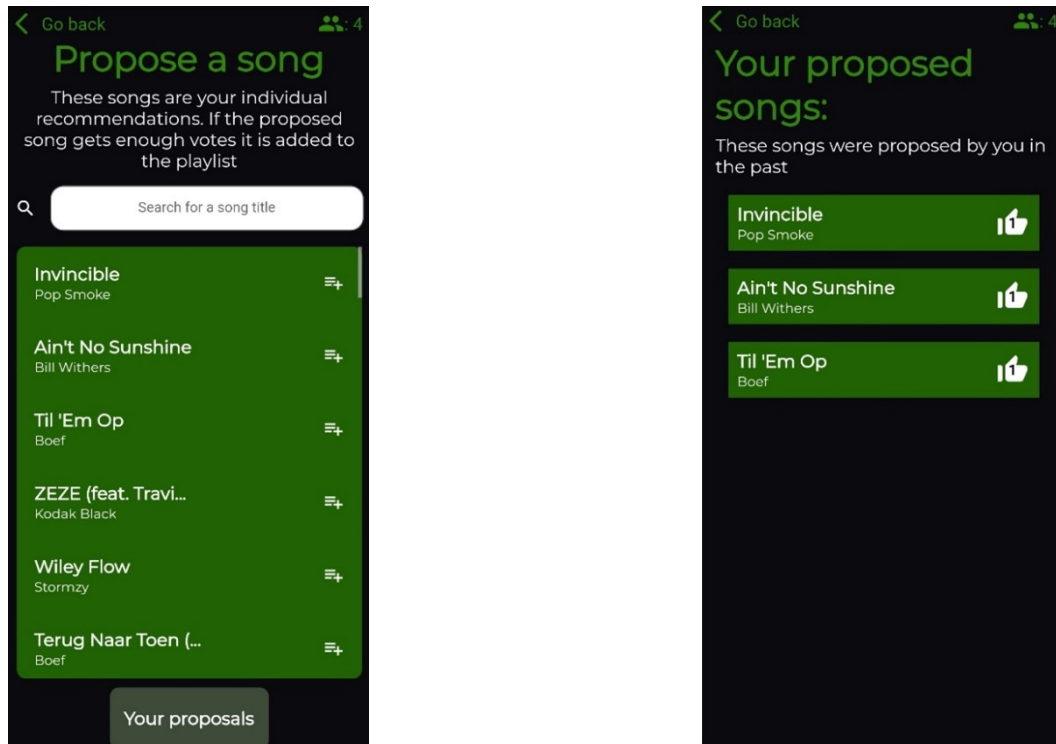 Go back
: 4
Propose a song
These songs are your individual
recommendations. If the proposed
song gets enough votes it is added to
the playlist
Search for a song title
Invincible
Pop Smoke
Ain't No Sunshine
Bill Withers
Til 'Em Op
Boef
ZEZE (feat. Travi...
Kodak Black
Wiley Flow
Stormzy
Terug Naar Toen (...
Boef
Your proposals
Go back
: 4
Your proposed
songs:
These songs were proposed by you in
the past
Invincible
Pop Smoke
1
Ain't No Sunshine
Bill Withers
1
Til 'Em Op
Boef
1